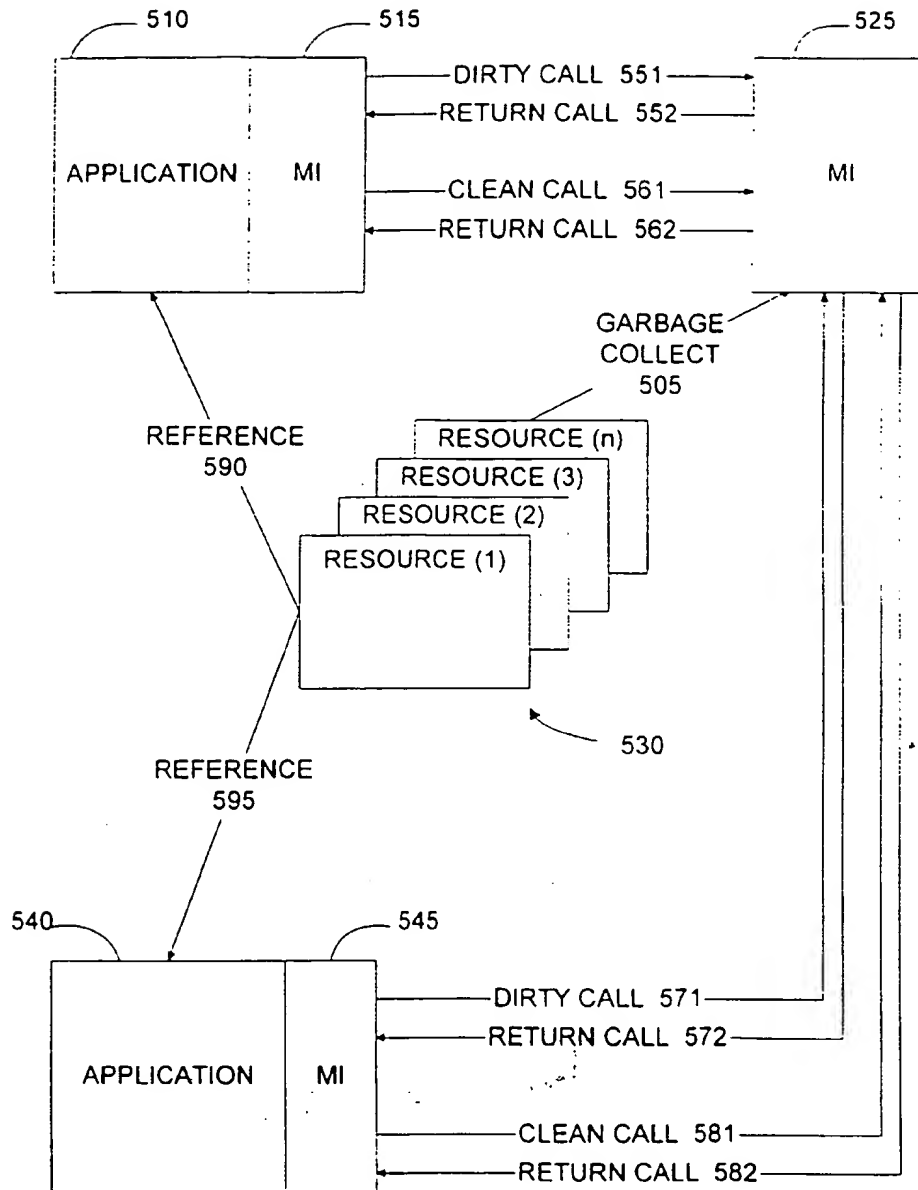 510
515
525
DIRTY CALL 551
RETURN CALL 552
APPLICATION
MI
MI
CLEAN CALL 561
RETURN CALL 562
GARBAGE
COLLECT
505
REFERENCE
590
RESOURCE (n)
RESOURCE (3)
RESOURCE (2)
RESOURCE (1)
530
REFERENCE
595
540
545
DIRTY CALL 571
RETURN CALL 572
APPLICATION
MI
CLEAN CALL 581
RETURN CALL 582